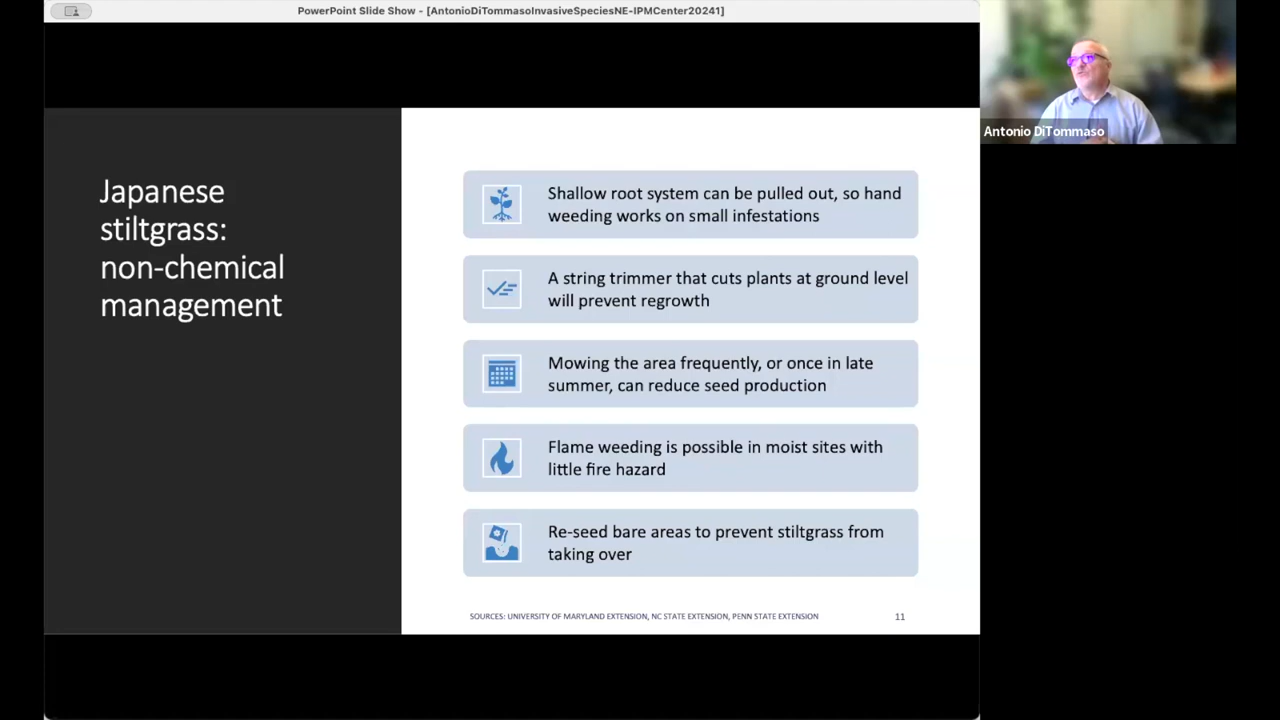 PowerPoint Slide Show - [AntonioDiTommasoInvasiveSpeciesNE-IPMCenter20241]
Antonio DiTommaso
Japanese
stiltgrass:
non-chemical
management
Shallow root system can be pulled out, so hand
weeding works on small infestations
A string trimmer that cuts plants at ground level
will prevent regrowth
Mowing the area frequently, or once in late
summer, can reduce seed production
Flame weeding is possible in moist sites with
little fire hazard
Re-seed bare areas to prevent stiltgrass from
taking over
SOURCES: UNIVERSITY OF MARYLAND EXTENSION, NC STATE EXTENSION, PENN STATE EXTENSION
11